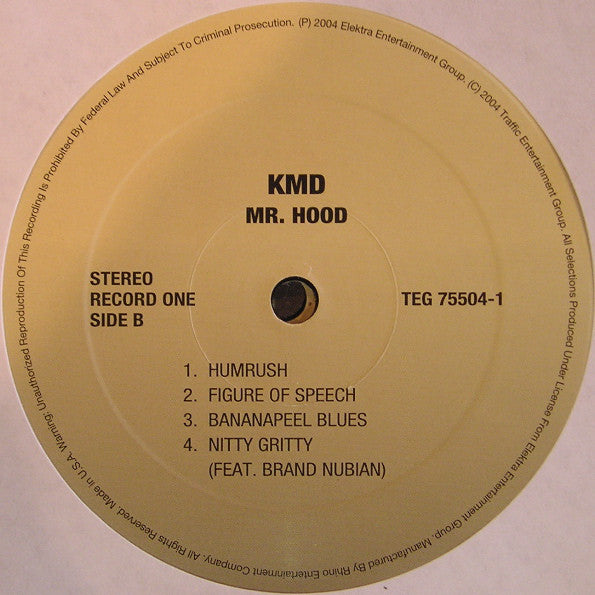 KMD
MR. HOOD
STEREO
RECORD ONE
SIDE B
TEG 75504-1
1. HUMRUSH
2. FIGURE OF SPEECH
3. BANANAPEEL BLUES
4. NITTY GRITTY
(FEAT. BRAND NUBIAN)
Warning: Unauthorized Reproduction Of This Recording Is Prohibited By Federal Law And Subject To Criminal Prosecution. (P) 2004 Elektra Entertainment Group. (C) 2004 Traffic Entertainment Group. All Selections Produced Under License From Elektra Entertainment Group. Manufactured By Rhino Entertainment Company. All Rights Reserved. Made in U.S.A.